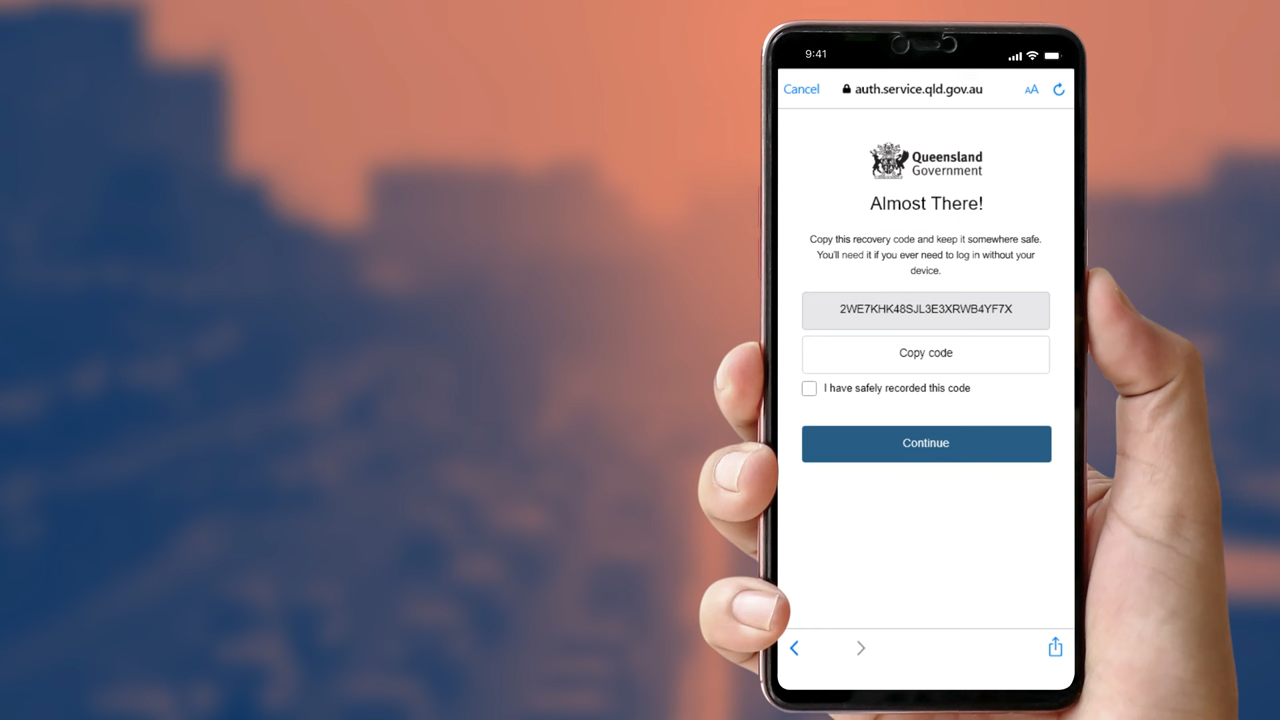 9:41
Cancel auth.service.qld.gov.au AA
Queensland
Government
Almost There!
Copy this recovery code and keep it somewhere safe.
You'll need it if you ever need to log in without your
device.
2WE7KHK48SJL3E3XRWB4YF7X
Copy code
I have safely recorded this code
Continue